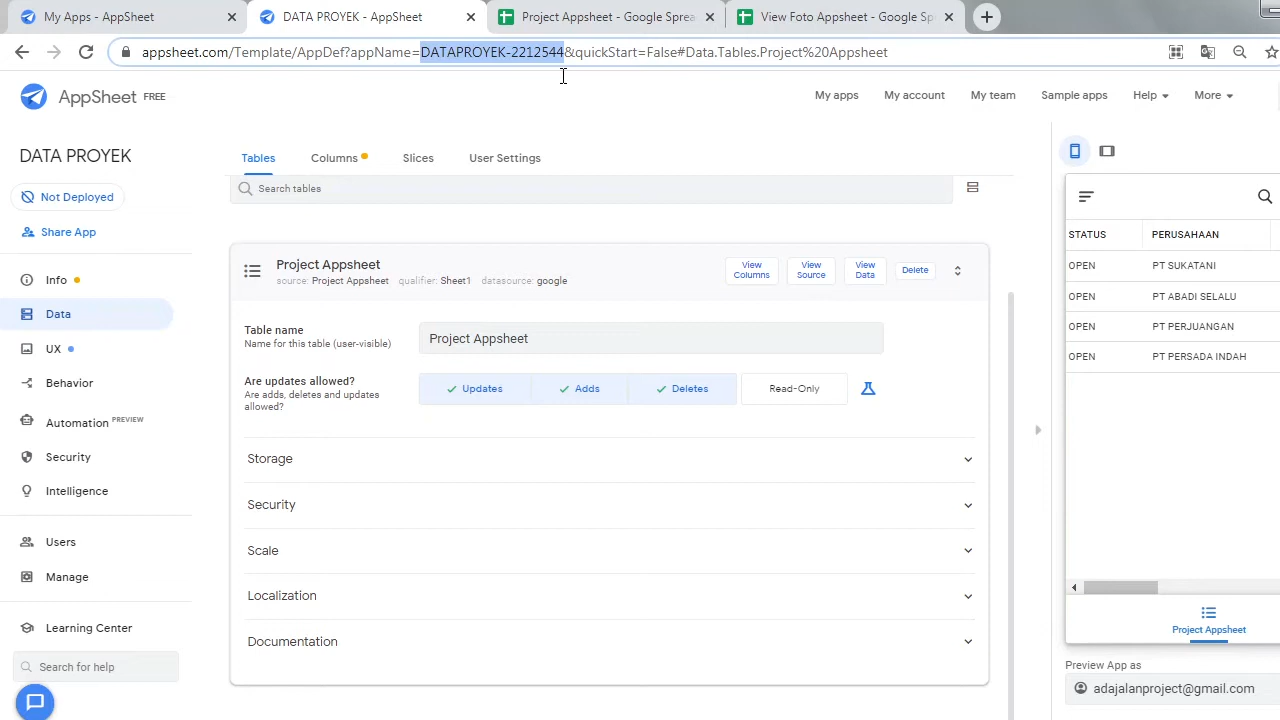 My Apps - AppSheet
DATA PROYEK - AppSheet
Project Appsheet - Google Sprea
View Foto Appsheet - Google Sp
appsheet.com/Template/AppDef?appName=DATAPROYEK-2212544&quickStart=False#Data.Tables.Project%20Appsheet
AppSheet FREE
My apps
My account
My team
Sample apps
Help
More
DATA PROYEK
Not Deployed
Share App
Info
Data
UX
Behavior
Automation PREVIEW
Security
Intelligence
Users
Manage
Learning Center
Search for help
Tables
Columns
Slices
User Settings
Search tables
Project Appsheet
source: Project Appsheet qualifier: Sheet1 datasource: google
View Columns
View Source
View Data
Delete
Table name
Name for this table (user-visible)
Project Appsheet
Are updates allowed?
Are adds, deletes and updates
allowed?
Updates
Adds
Deletes
Read-Only
Storage
Security
Scale
Localization
Documentation
STATUS PERUSAHAAN
OPEN PT SUKATANI
OPEN PT ABADI SELALU
OPEN PT PERJUANGAN
OPEN PT PERSADA INDAH
Project Appsheet
Preview App as
adajalanproject@gmail.com